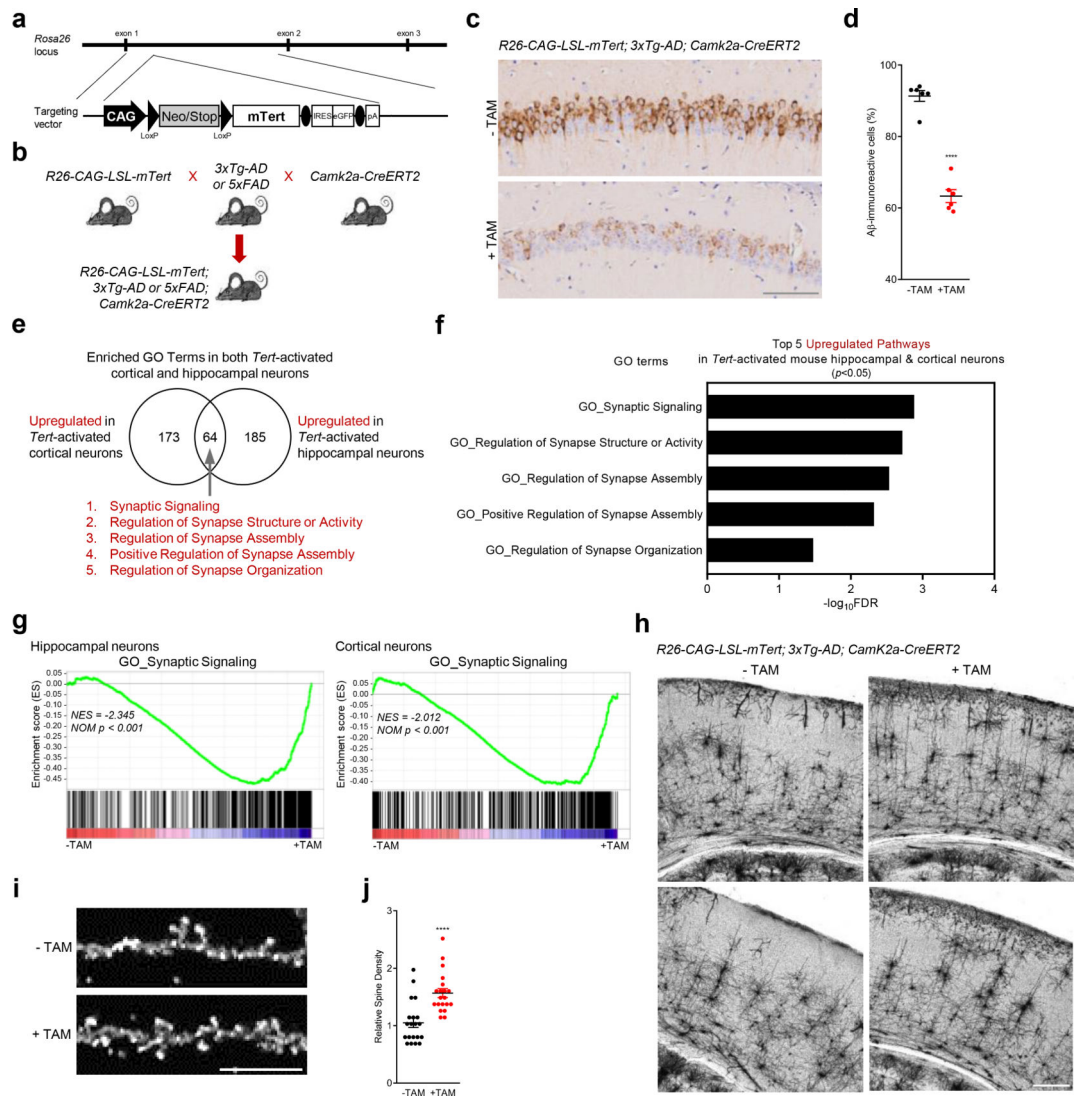 a
Rosa26
locus
exon 1
exon 2
exon 3
Targeting
vector
CAG
Neo/Stop
mTert
IRES
eGFP
pA
LoxP
LoxP
b
R26-CAG-LSL-mTert
X
3xTg-AD
or 5xFAD
X
Camk2a-CreERT2
R26-CAG-LSL-mTert;
3xTg-AD or 5xFAD;
Camk2a-CreERT2
c
R26-CAG-LSL-mTert; 3xTg-AD; Camk2a-CreERT2
- TAM
+ TAM
d
Aβ-immunoreactive cells (%)
100
80
60
40
****
-TAM
+TAM
e
Enriched GO Terms in both Tert-activated
cortical and hippocampal neurons
Upregulated in
Tert-activated
cortical neurons
173
64
185
Upregulated in
Tert-activated
hippocampal neurons
1. Synaptic Signaling
2. Regulation of Synapse Structure or Activity
3. Regulation of Synapse Assembly
4. Positive Regulation of Synapse Assembly
5. Regulation of Synapse Organization
f
GO terms
Top 5 Upregulated Pathways
in Tert-activated mouse hippocampal & cortical neurons
(p<0.05)
GO_Synaptic Signaling
GO_Regulation of Synapse Structure or Activity
GO_Regulation of Synapse Assembly
GO_Positive Regulation of Synapse Assembly
GO_Regulation of Synapse Organization
0 1 2 3 4
-log10FDR
g
Hippocampal neurons
GO_Synaptic Signaling
Enrichment score (ES)
0.05
0.00
-0.05
-0.10
-0.15
-0.20
-0.25
-0.30
-0.35
-0.40
-0.45
NES = -2.345
NOM p < 0.001
-TAM
+TAM
Cortical neurons
GO_Synaptic Signaling
Enrichment score (ES)
0.05
0.00
-0.05
-0.10
-0.15
-0.20
-0.25
-0.30
-0.35
-0.40
NES = -2.012
NOM p < 0.001
-TAM
+TAM
h
R26-CAG-LSL-mTert; 3xTg-AD; CamK2a-CreERT2
- TAM
+ TAM
i
- TAM
+ TAM
j
Relative Spine Density
3
2
1
0
****
-TAM
+TAM